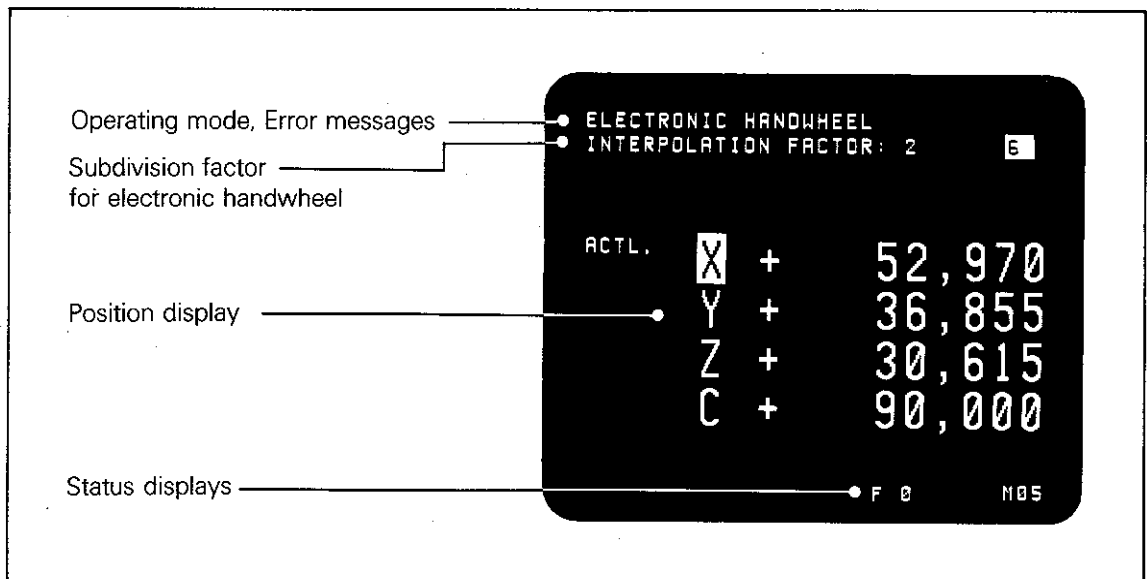 Operating mode, Error messages
Subdivision factor
for electronic handwheel
Position display
Status displays
ELECTRONIC HANDWHEEL
INTERPOLATION FACTOR: 2 6
ACTL. X + 52,970
Y + 36,855
Z + 30,615
C + 90,000
F 0 M05